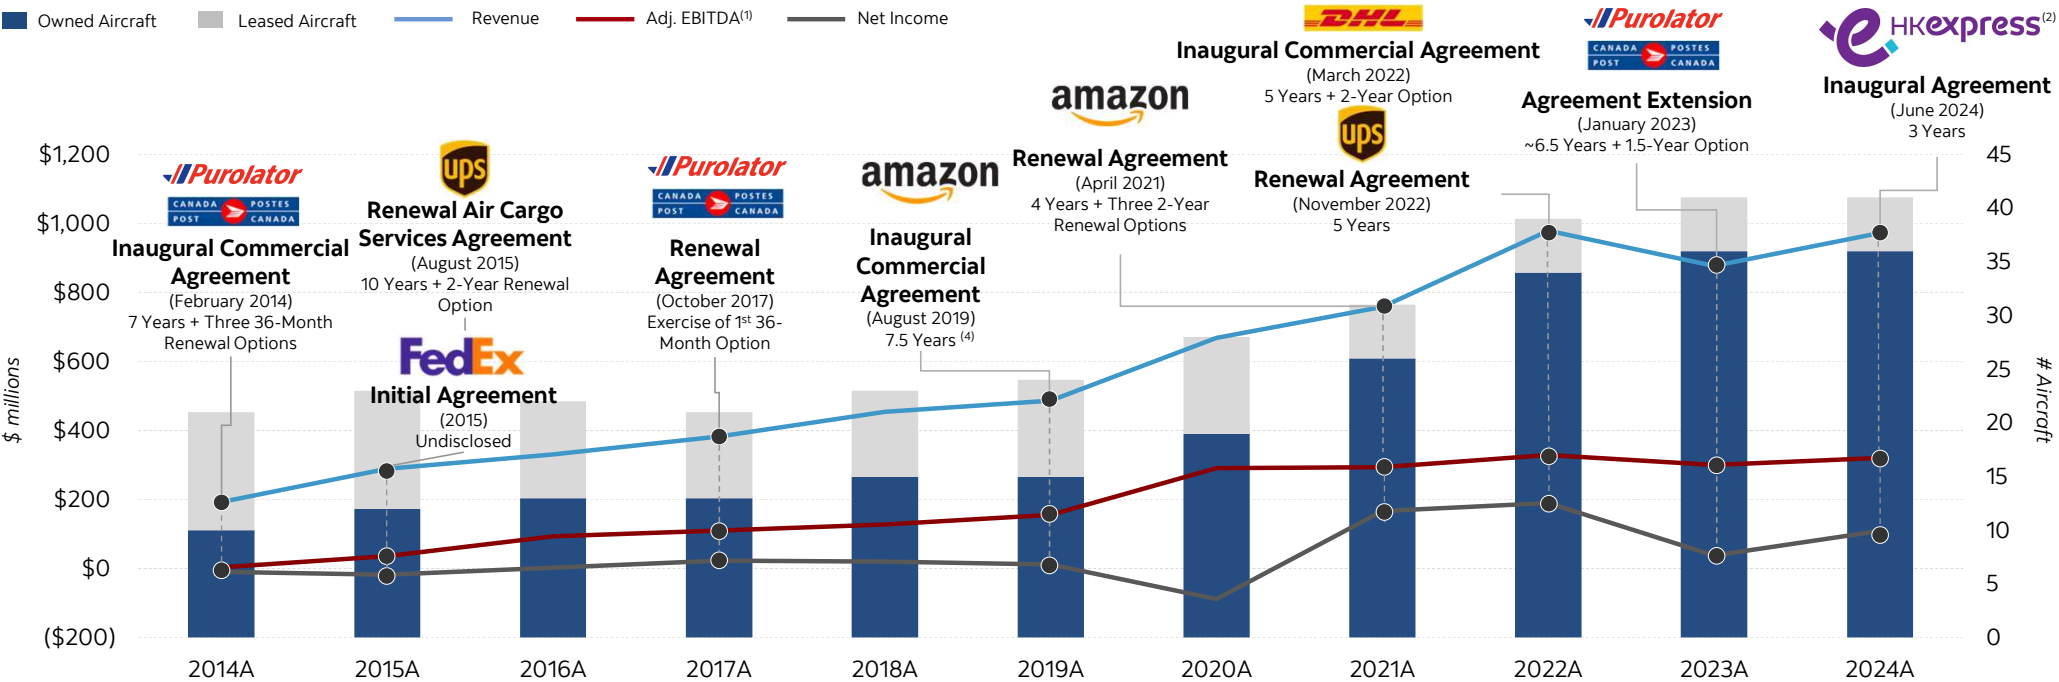 Owned Aircraft
Leased Aircraft
Revenue
Adj. EBITDA(1)
Net Income
Purolator
CANADA POST
POSTES CANADA
Inaugural Commercial
Agreement
(February 2014)
7 Years + Three 36-Month
Renewal Options
ups
Renewal Air Cargo
Services Agreement
(August 2015)
10 Years + 2-Year Renewal
Option
FedEx
Initial Agreement
(2015)
Undisclosed
Purolator
CANADA POST
POSTES CANADA
Renewal
Agreement
(October 2017)
Exercise of 1st 36-
Month Option
amazon
Inaugural
Commercial
Agreement
(August 2019)
7.5 Years (4)
amazon
Renewal Agreement
(April 2021)
4 Years + Three 2-Year
Renewal Options
DHL
Inaugural Commercial Agreement
(March 2022)
5 Years + 2-Year Option
ups
Renewal Agreement
(November 2022)
5 Years
Purolator
CANADA POST
POSTES CANADA
Agreement Extension
(January 2023)
~6.5 Years + 1.5-Year Option
HKexpress(2)
Inaugural Agreement
(June 2024)
3 Years
$ millions
$1200
$1,000
$800
$600
$400
$200
$0
($200)
# Aircraft
45
40
35
30
25
20
15
10
5
0
2014A
2015A
2016A
2017A
2018A
2019A
2020A
2021A
2022A
2023A
2024A